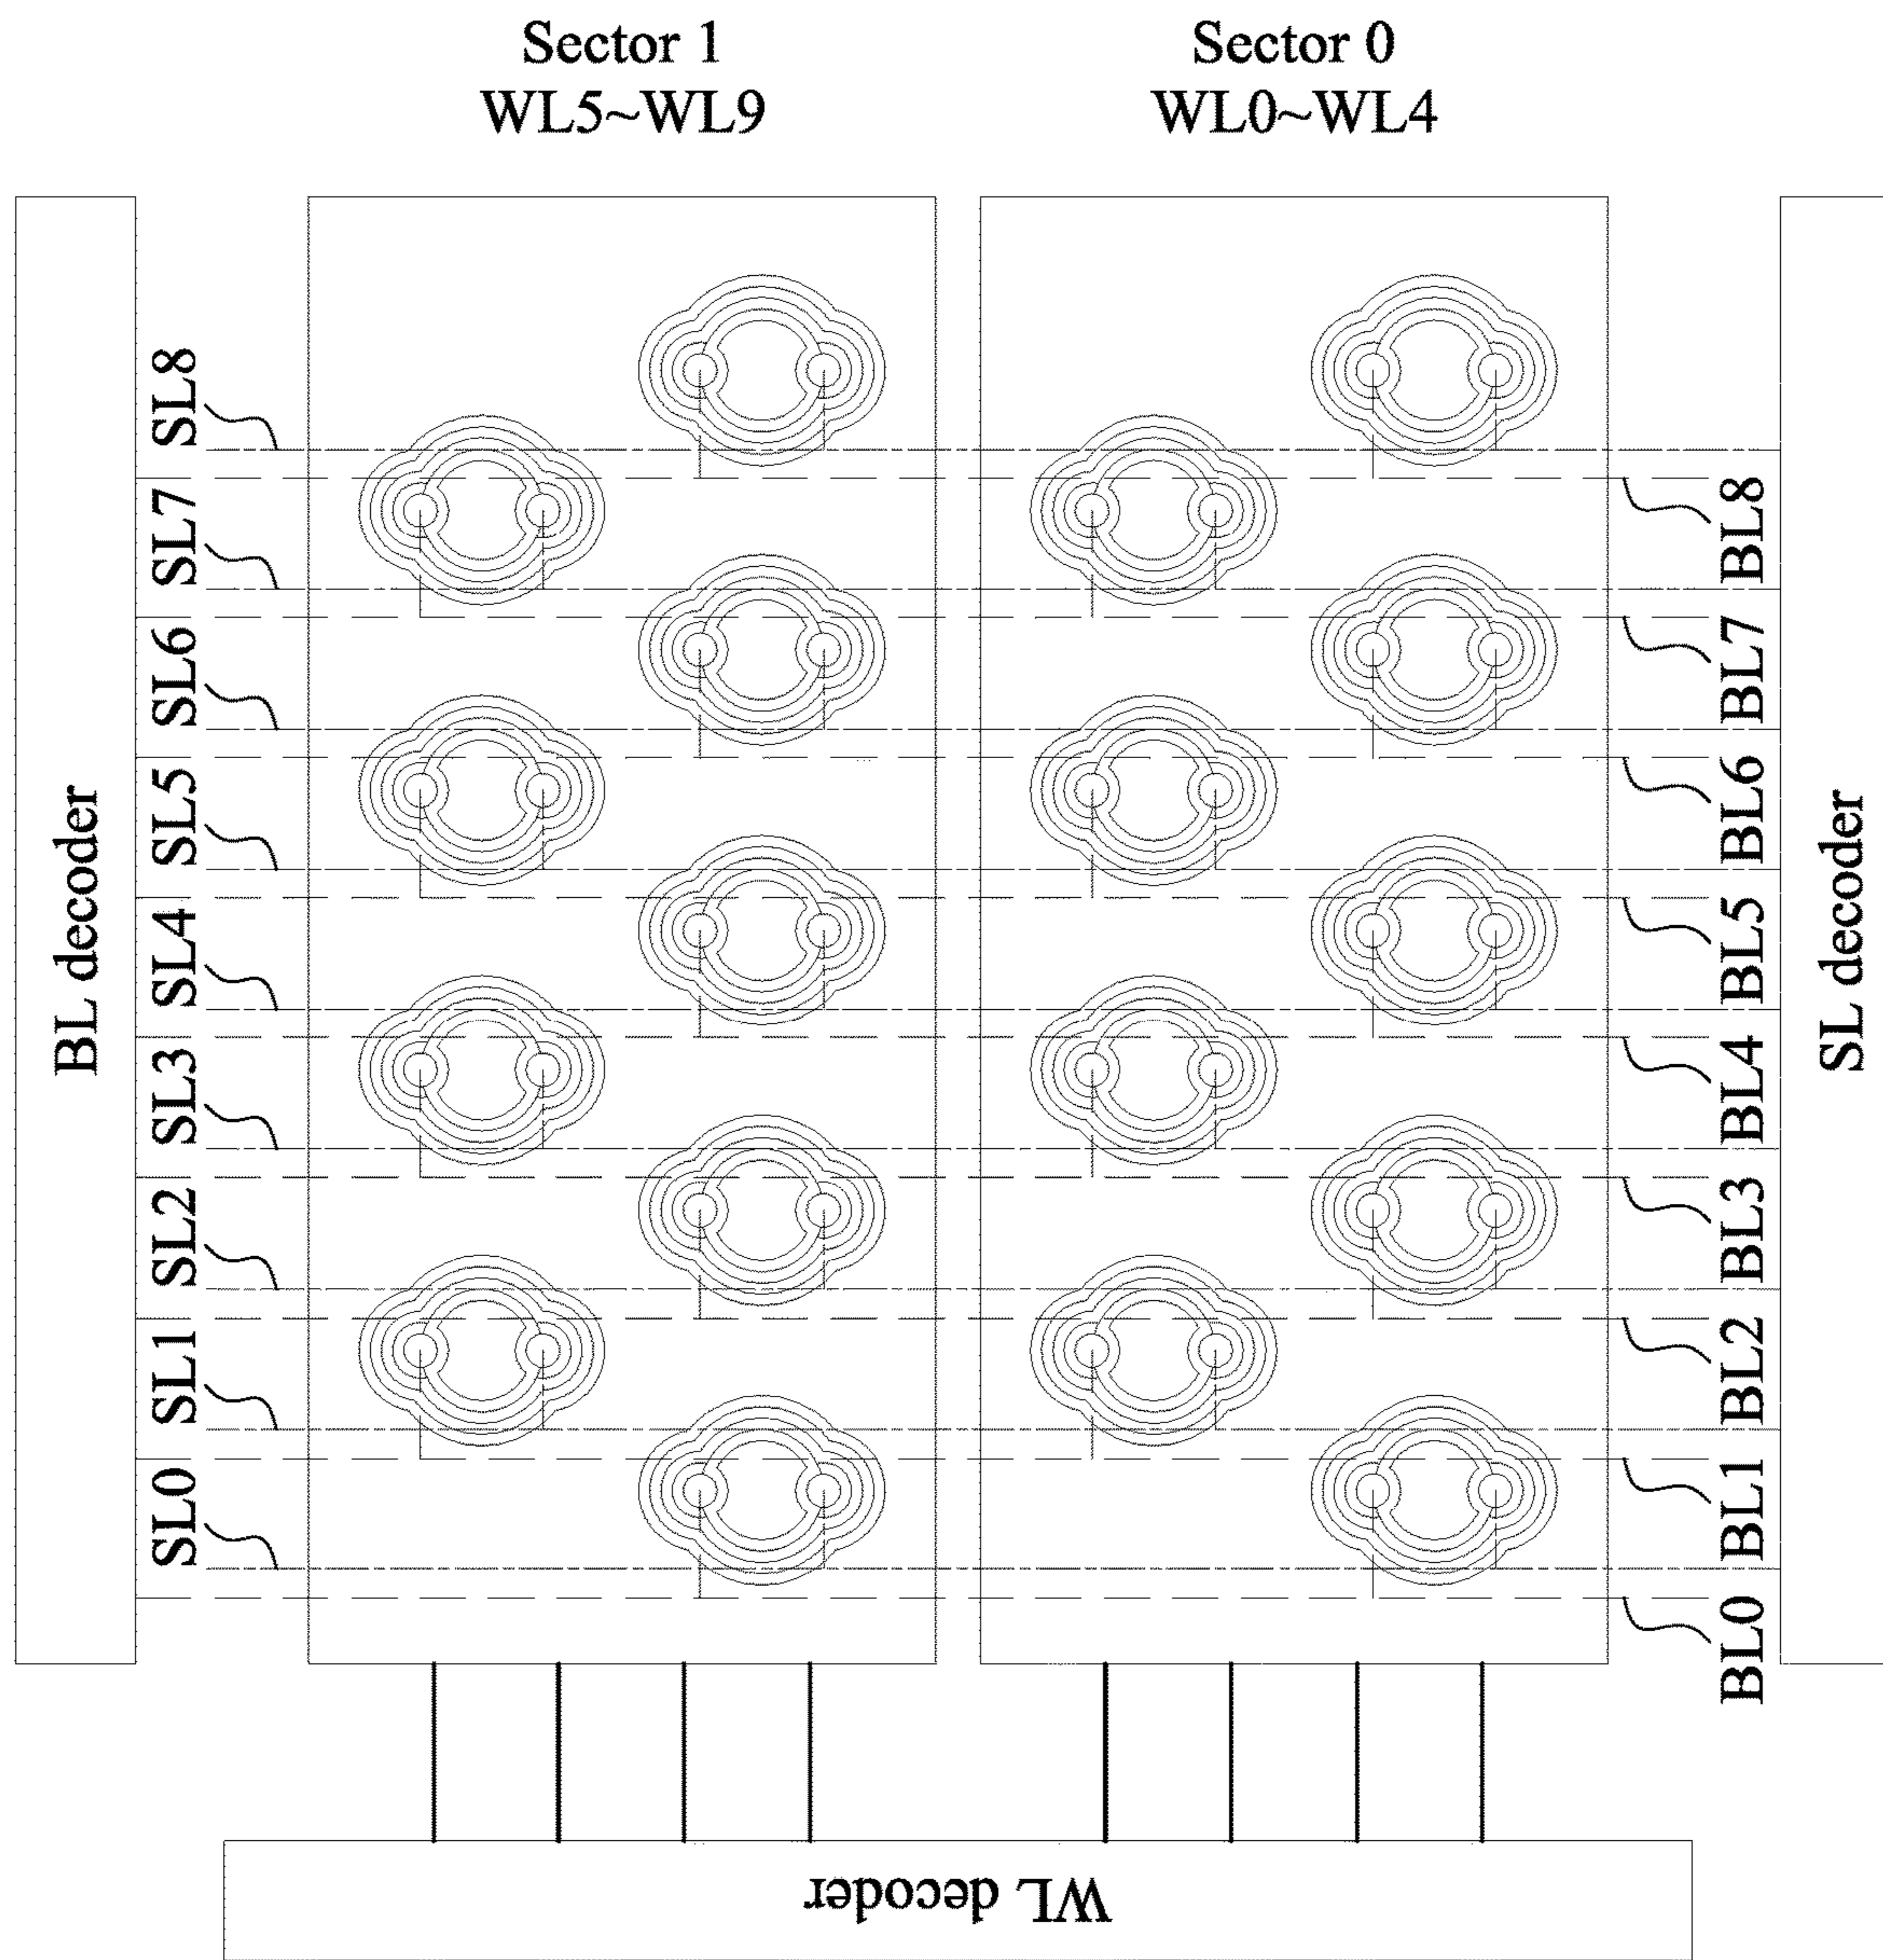 Sector 1
WL5~WL9
Sector 0
WL0~WL4
BL decoder
SL8
SL7
SL6
SL5
SL4
SL3
SL2
SL1
SL0
BL8
BL7
BL6
BL5
BL4
BL3
BL2
BL1
BL0
SL decoder
WL decoder